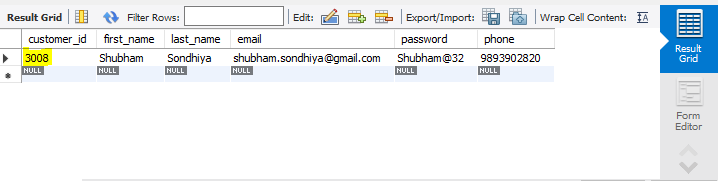 Result Grid Filter Rows: Edit: Export/Import: Wrap Cell Content: IA
customer_id first_name last_name email password phone
3008 Shubham Sondhiya shubham.sondhiya@gmail.com Shubham@32 9893902820
NULL NULL NULL NULL NULL NULL
Result
Grid
Form
Editor